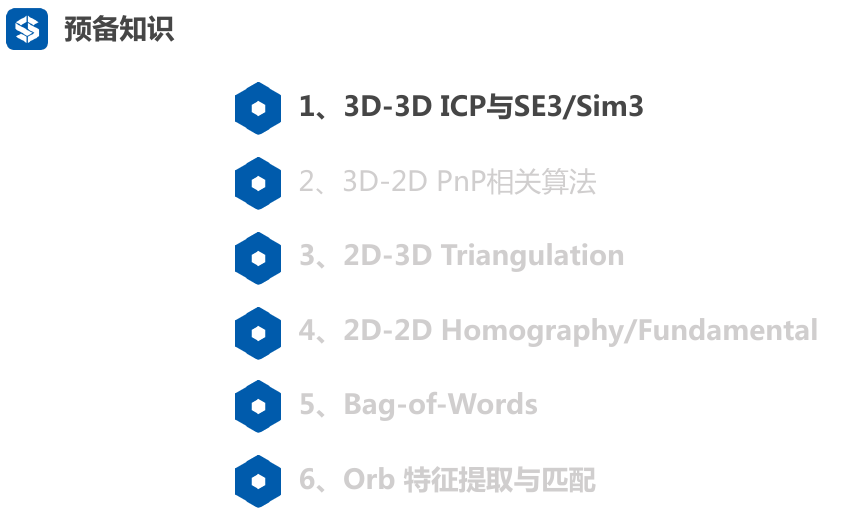 预备知识
1、3D-3D ICP与SE3/Sim3
2、3D-2D PnP相关算法
3、2D-3D Triangulation
4、2D-2D Homography/Fundamental
5、Bag-of-Words
6、Orb 特征提取与匹配